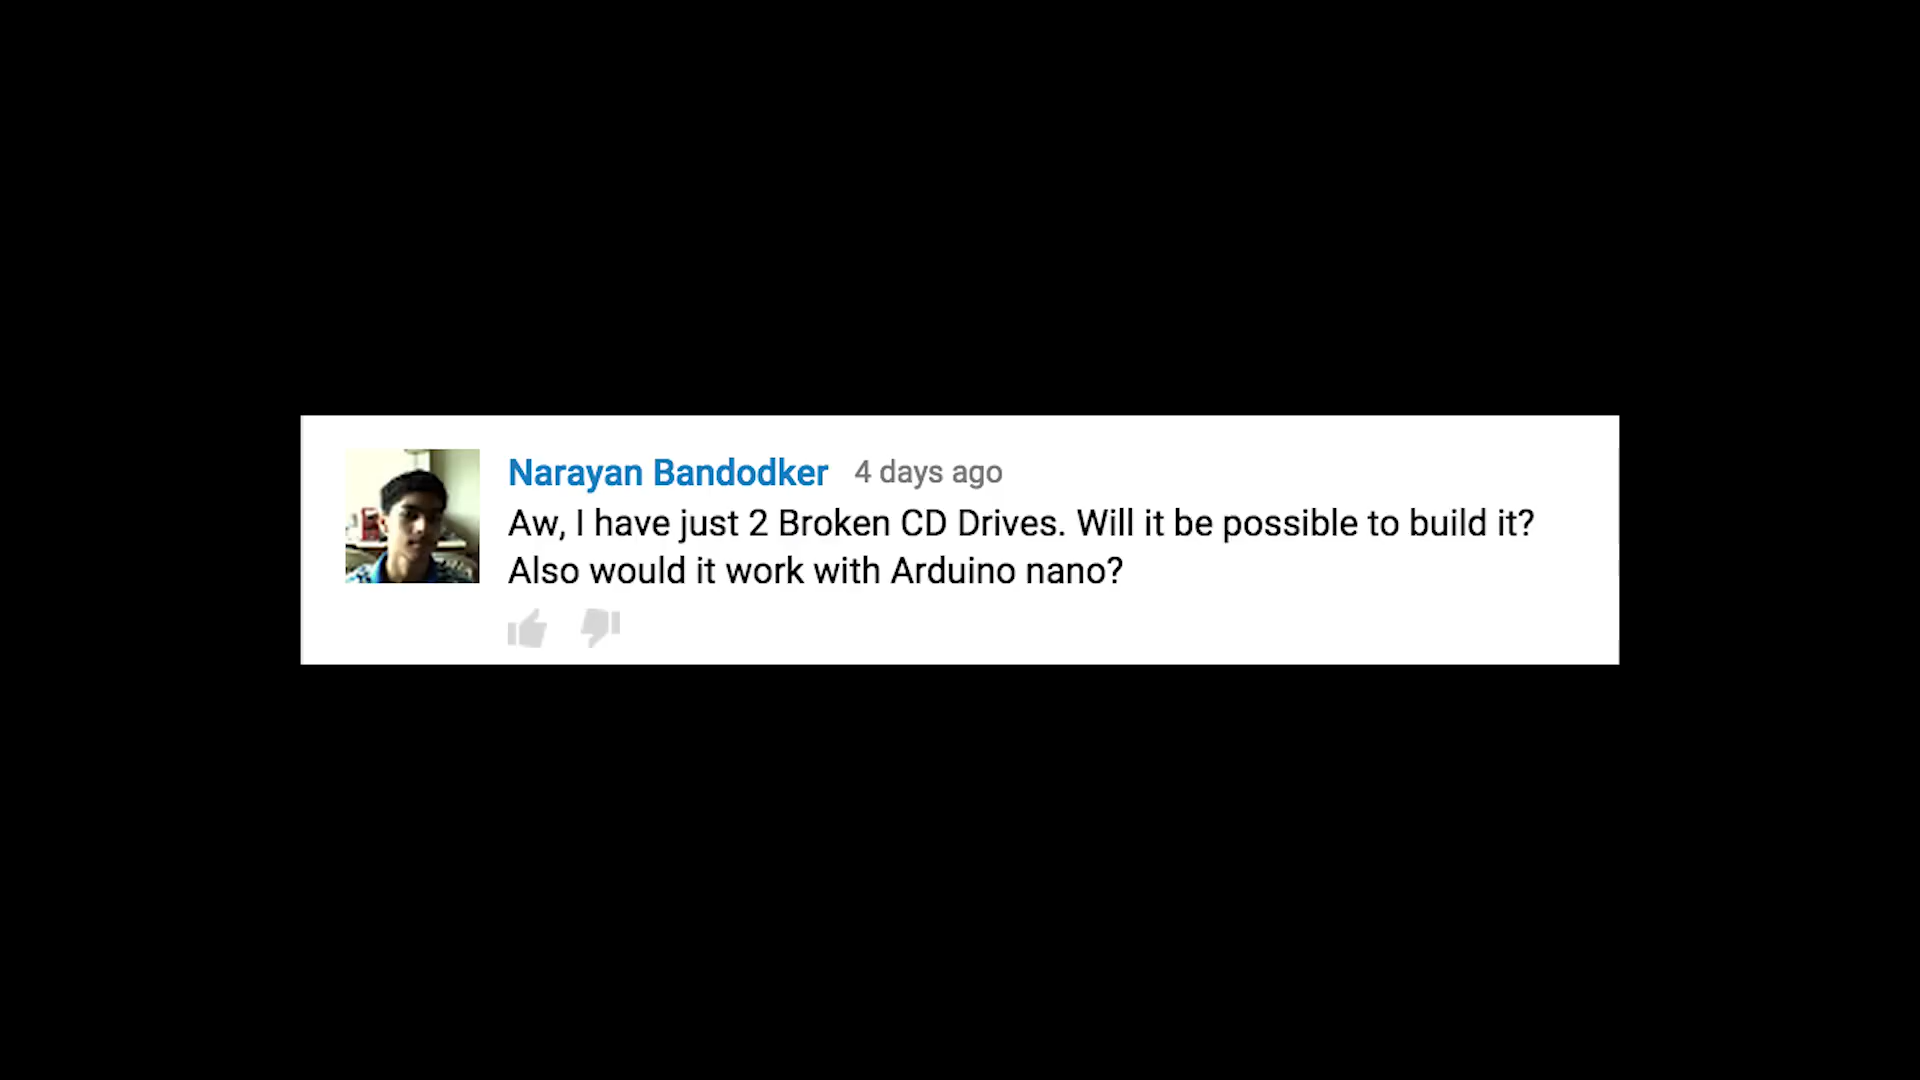 Narayan Bandodker 4 days ago
Aw, I have just 2 Broken CD Drives. Will it be possible to build it?
Also would it work with Arduino nano?